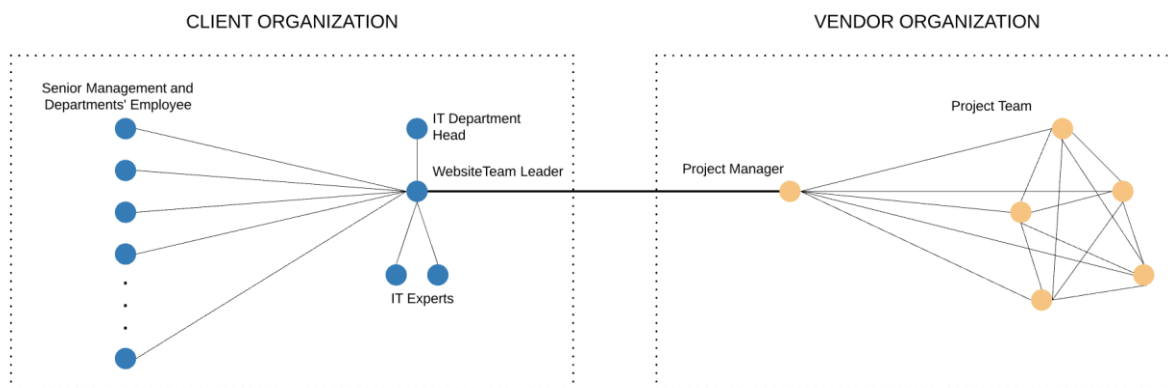 CLIENT ORGANIZATION
VENDOR ORGANIZATION
Senior Management and
Departments' Employee
IT Department
Head
WebsiteTeam Leader
IT Experts
Project Manager
Project Team